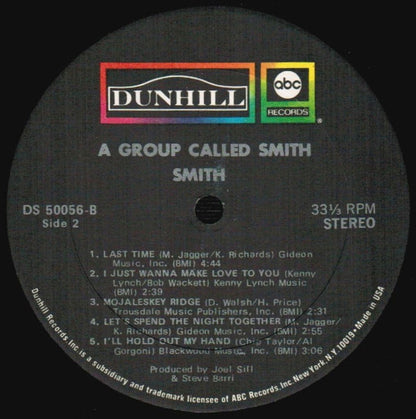 DUNHILL
abc
RECORDS
®
A GROUP CALLED SMITH
SMITH
DS 50056-B
Side 2
33⅓ RPM
STEREO
1. LAST TIME (M. Jagger/K. Richards) Gideon
Music, Inc. (BMI) 4:44
2. I JUST WANNA MAKE LOVE TO YOU (Kenny
Lynch/Bob Wackett) Kenny Lynch Music
(BMI) 2:39
3. MOJALESKEY RIDGE (D. Walsh/H. Price)
Trousdale Music Publishers, Inc. (BMI) 2:31
4. LET'S SPEND THE NIGHT TOGETHER (M. Jagger/
K. Richards) Gideon Music, Inc. (BMI) 2:55
5. I'LL HOLD OUT MY HAND (Chip Taylor/Al
Gorgoni) Blackwood Music, Inc. (BMI) 3:06
Produced by Joel Sill
& Steve Barri
Dunhill Records Inc is a subsidiary and trademark licensee of ABC Records, Inc. New York, N.Y. 10019 • Made in USA